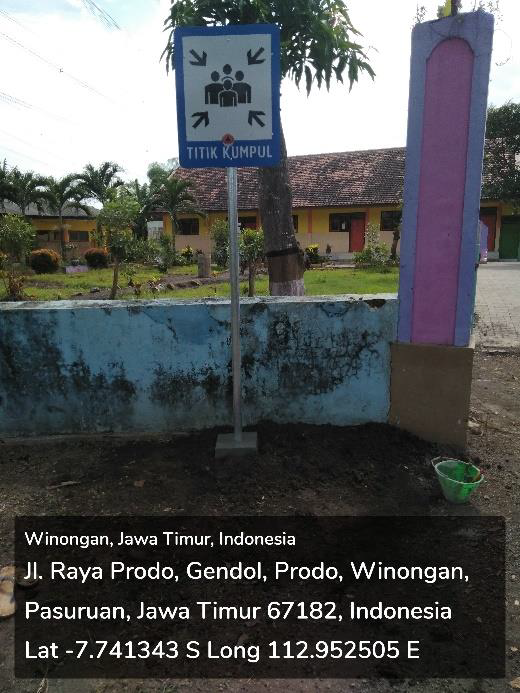 TITIK KUMPUL
Winongan, Jawa Timur, Indonesia
Jl. Raya Prodo, Gendol, Prodo, Winongan,
Pasuruan, Jawa Timur 67182, Indonesia
Lat -7.741343 S Long 112.952505 E